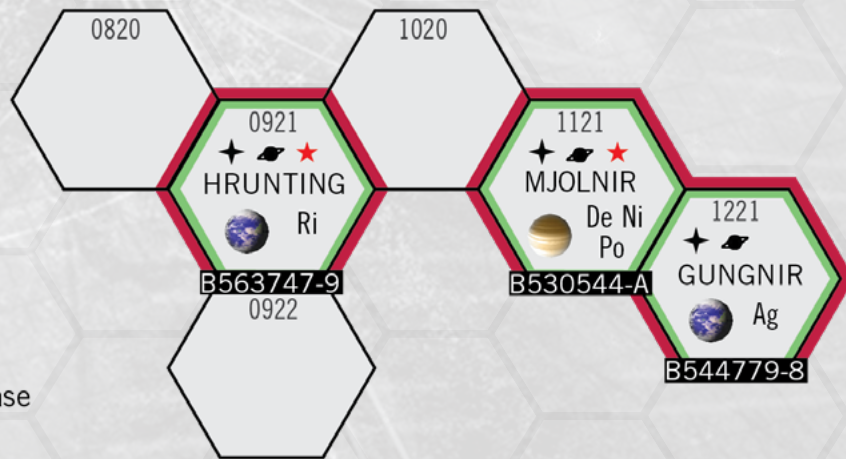 0820
1020
0921
HRUNTING
Ri
B563747-9
1121
MJOLNIR
De Ni
Po
B530544-A
1221
GUNGNIR
Ag
B544779-8
0922